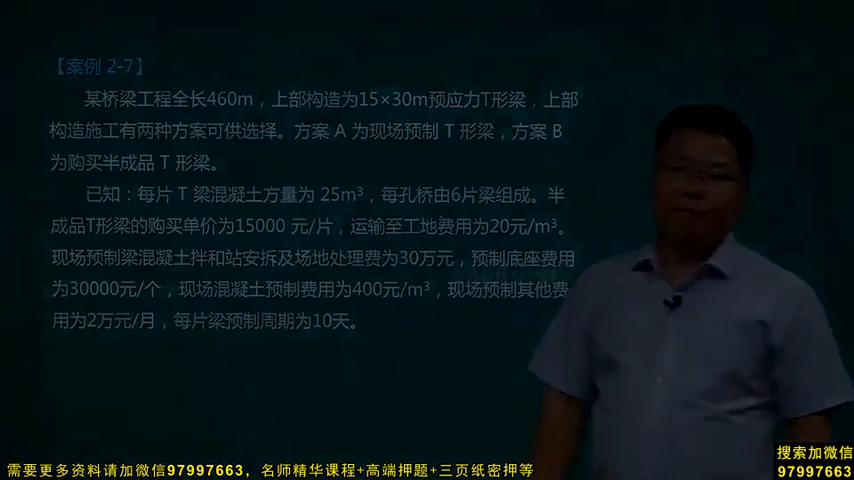 【案例 2-7】
某桥梁工程全长460m，上部构造为15×30m预应力T形梁，上部
构造施工有两种方案可供选择。方案 A 为现场预制 T 形梁，方案 B
为购买半成品 T 形梁。
已知：每片 T 梁混凝土方量为 25m³，每孔桥由6片梁组成。半
成品T形梁的购买单价为15000 元/片，运输至工地费用为20元/m³。
现场预制梁混凝土拌和站安拆及场地处理费为30万元，预制底座费用
为30000元/个，现场混凝土预制费用为400元/m³，现场预制其他费
用为2万元/月，每片梁预制周期为10天。
需要更多资料请加微信97997663，名师精华课程+高端押题+三页纸密押等
搜索加微信
97997663